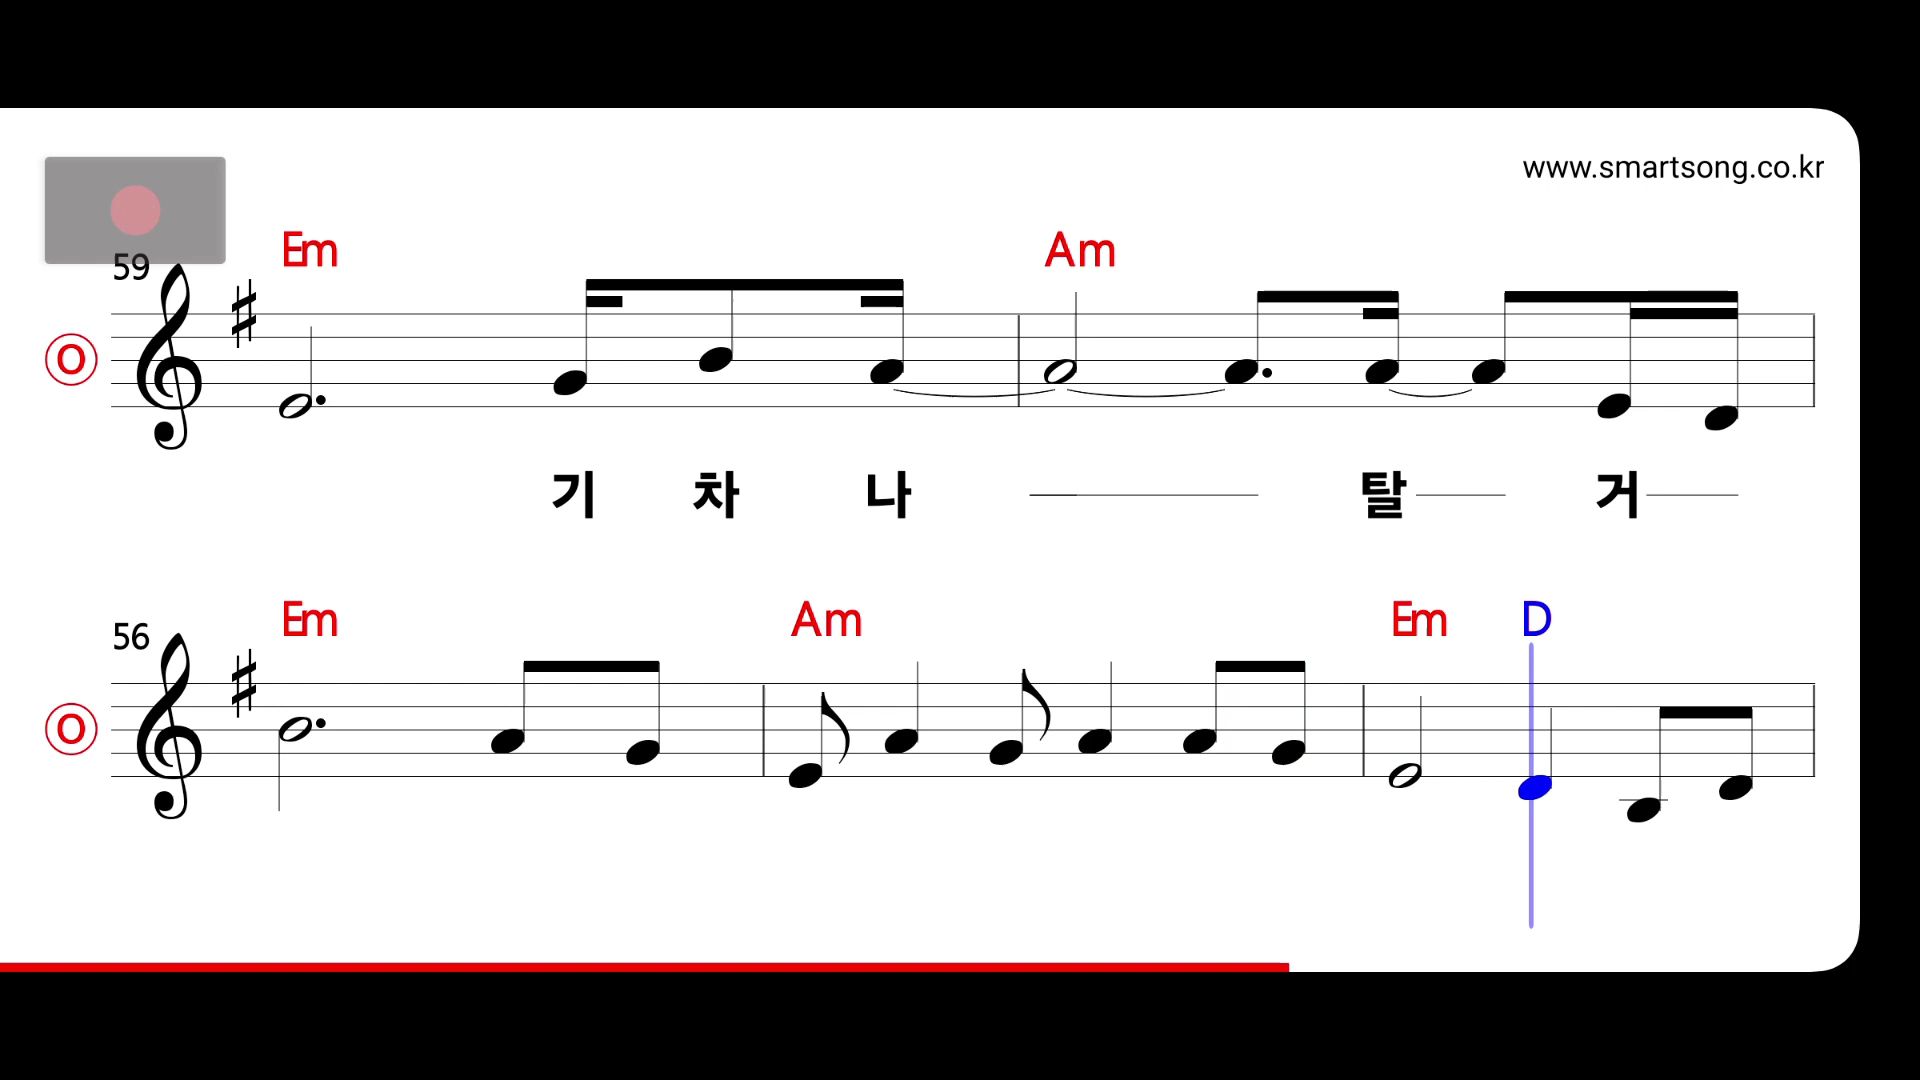 www.smartsong.co.kr
59
Em Am
O
기 차 나 탈 거
56
Em Am Em D
O